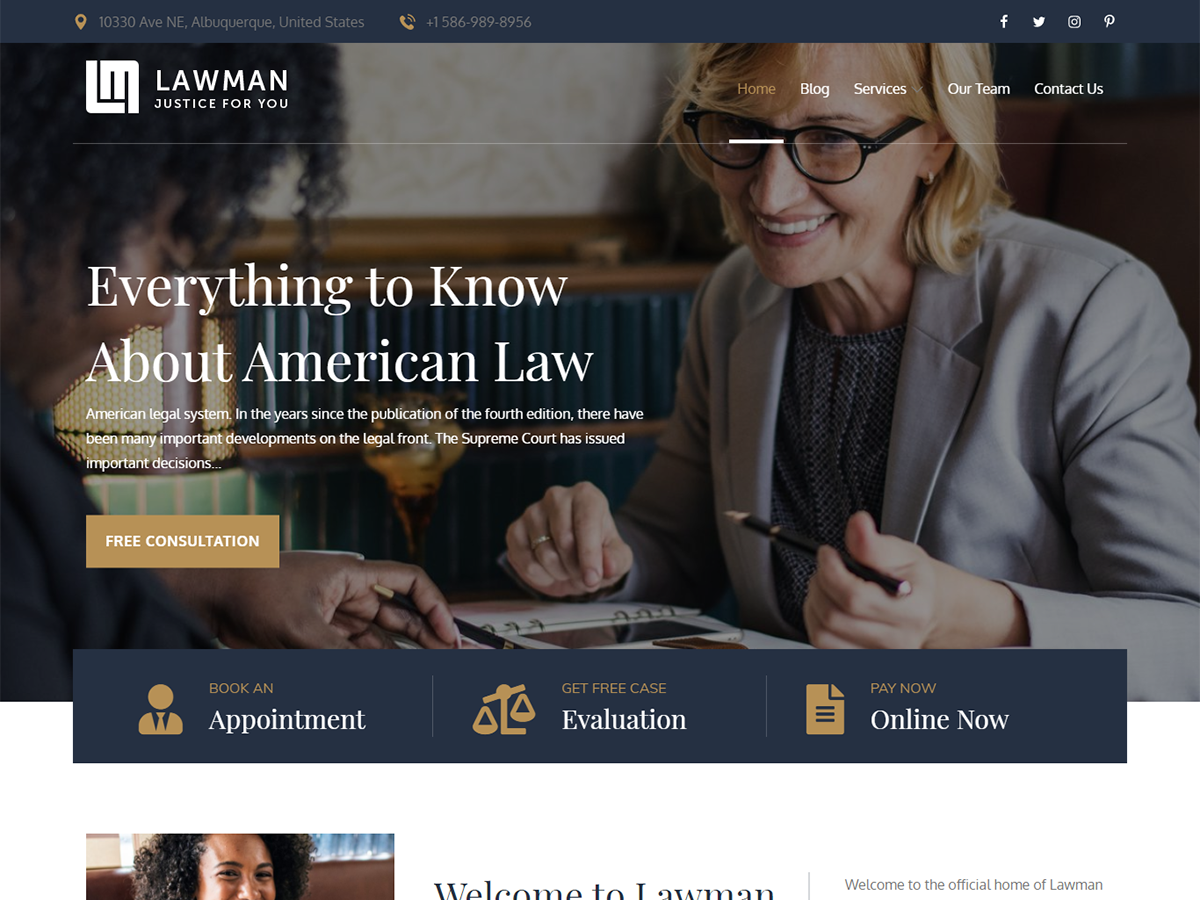 10330 Ave NE, Albuquerque, United States
+1 586-989-8956
LM
LAWMAN
JUSTICE FOR YOU
Home
Blog
Services
Our Team
Contact Us
Everything to Know
About American Law
American legal system. In the years since the publication of the fourth edition, there have
been many important developments on the legal front. The Supreme Court has issued
important decisions...
FREE CONSULTATION
BOOK AN
Appointment
GET FREE CASE
Evaluation
PAY NOW
Online Now
Welcome to Lawman
Welcome to the official home of Lawman